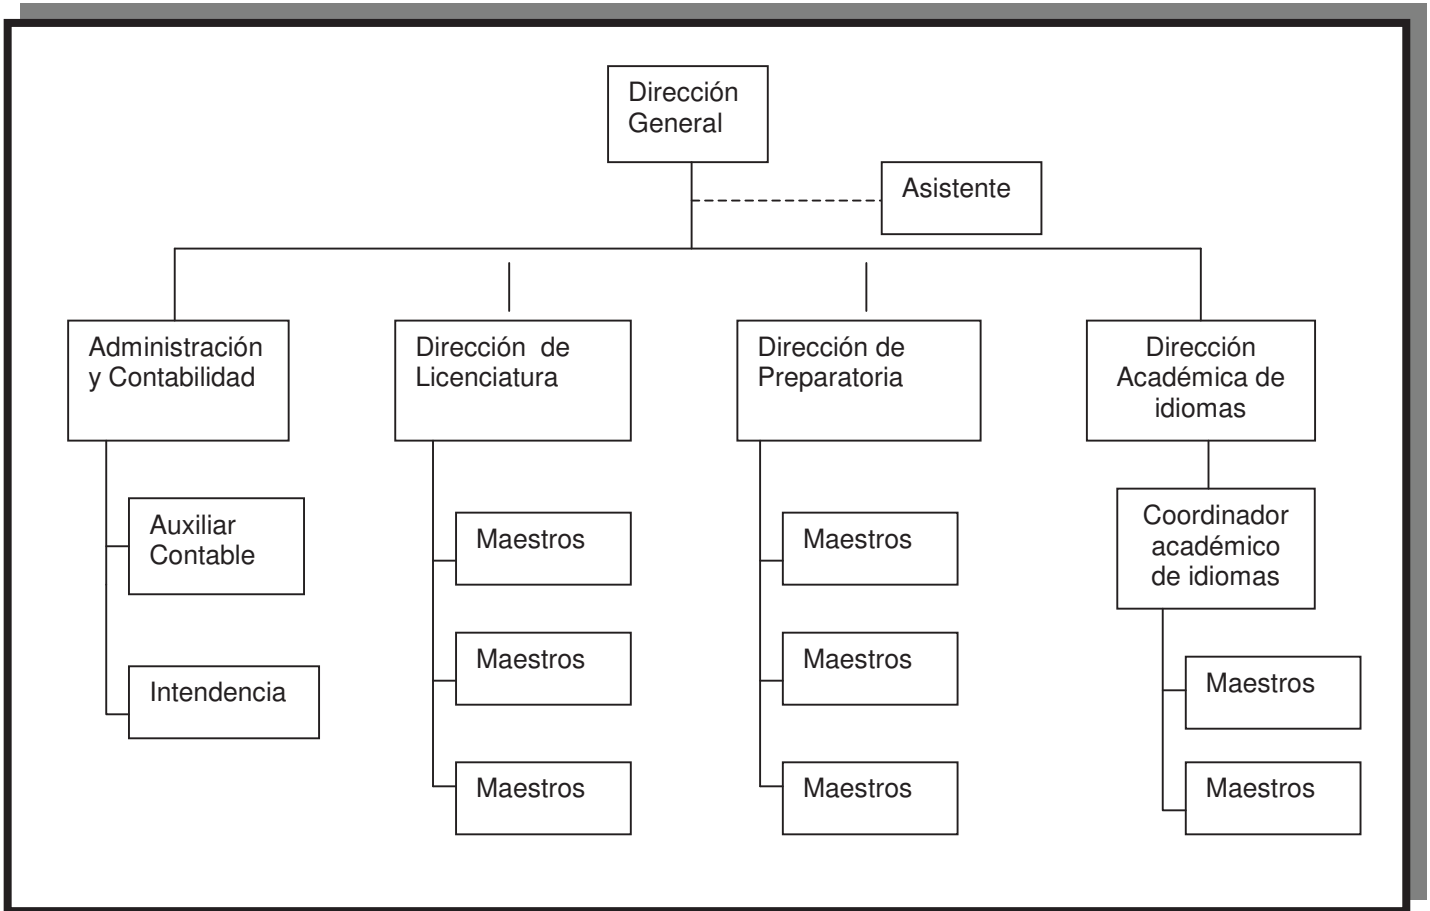 Dirección
General
Asistente
Administración
y Contabilidad
Dirección de
Licenciatura
Dirección de
Preparatoria
Dirección
Académica de
idiomas
Auxiliar
Contable
Intendencia
Maestros
Maestros
Maestros
Maestros
Maestros
Maestros
Coordinador
académico
de idiomas
Maestros
Maestros